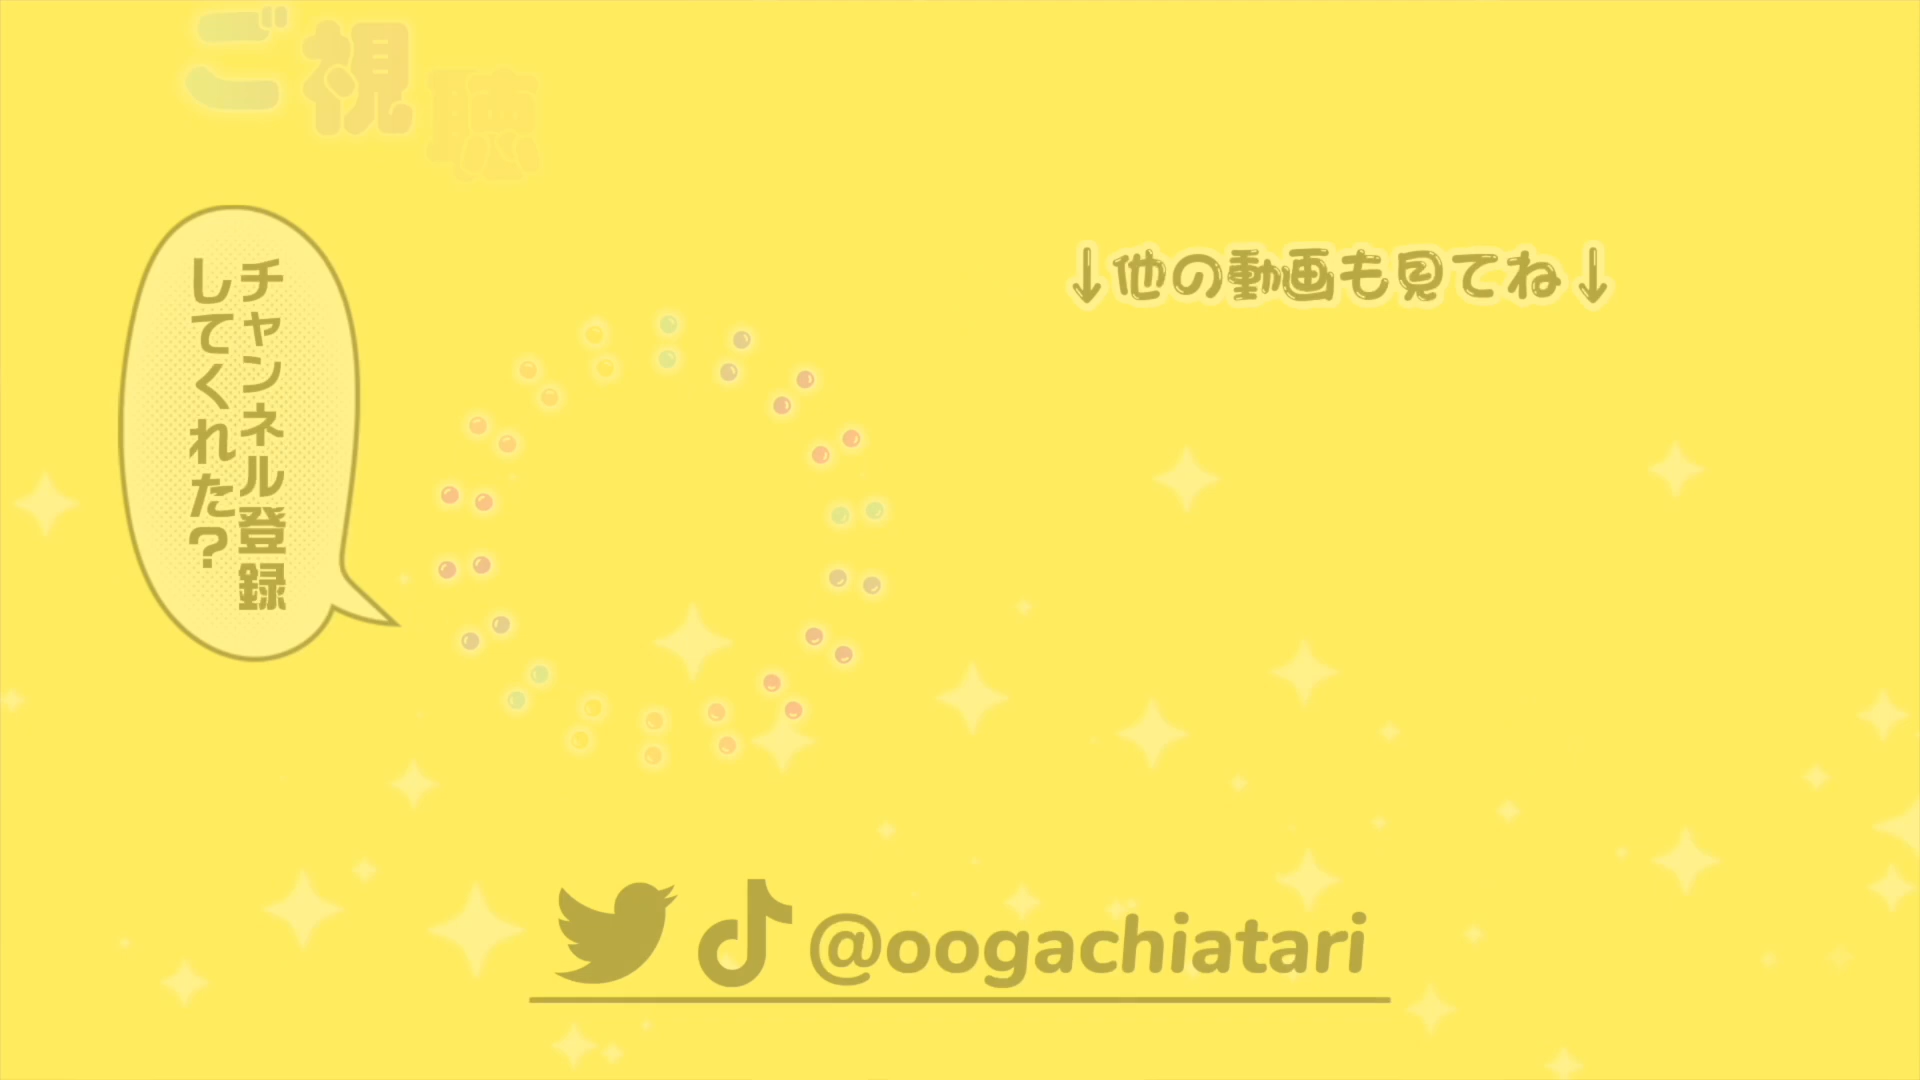 ご視聴
チャンネル登録
してくれた?
↓他の動画も見てね↓
@oogachiatari